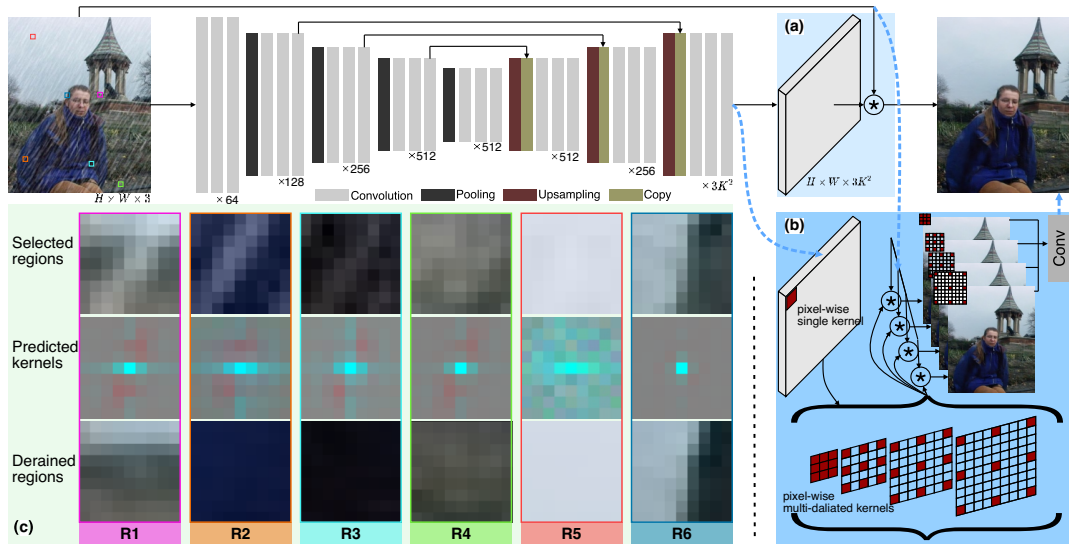 (a)
H × W × 3
× 64
×128
×256
×512
×512
×512
×256
×3K²
Convolution
Pooling
Upsampling
Copy
H × W × 3K²
(b)
pixel-wise
single kernel
Conv
pixel-wise
multi-daliated kernels
Selected
regions
Predicted
kernels
Derained
regions
(c)
R1
R2
R3
R4
R5
R6